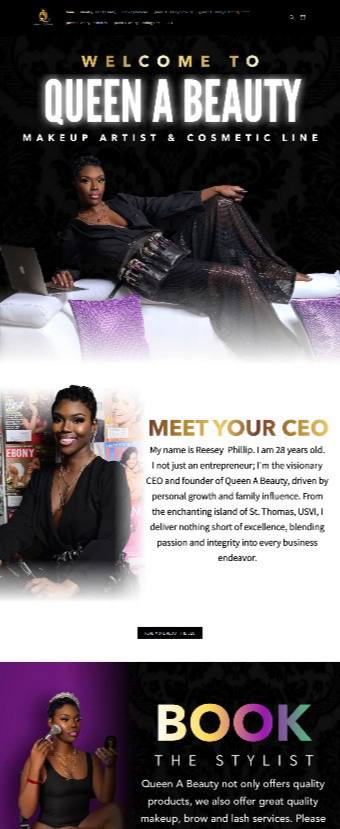 WELCOME TO
QUEEN A BEAUTY
MAKEUP ARTIST & COSMETIC LINE
EBONY
MEET YOUR CEO
My name is Reesey Phillip. I am 28 years old.
I not just an entrepreneur; I'm the visionary
CEO and founder of Queen A Beauty, driven by
personal growth and family influence. From
the enchanting island of St. Thomas, USVI, I
deliver nothing short of excellence, blending
passion and integrity into every business
endeavor.
BOOK
THE STYLIST
Queen A Beauty not only offers quality
products, we also offer great quality
makeup, brow and lash services. Please